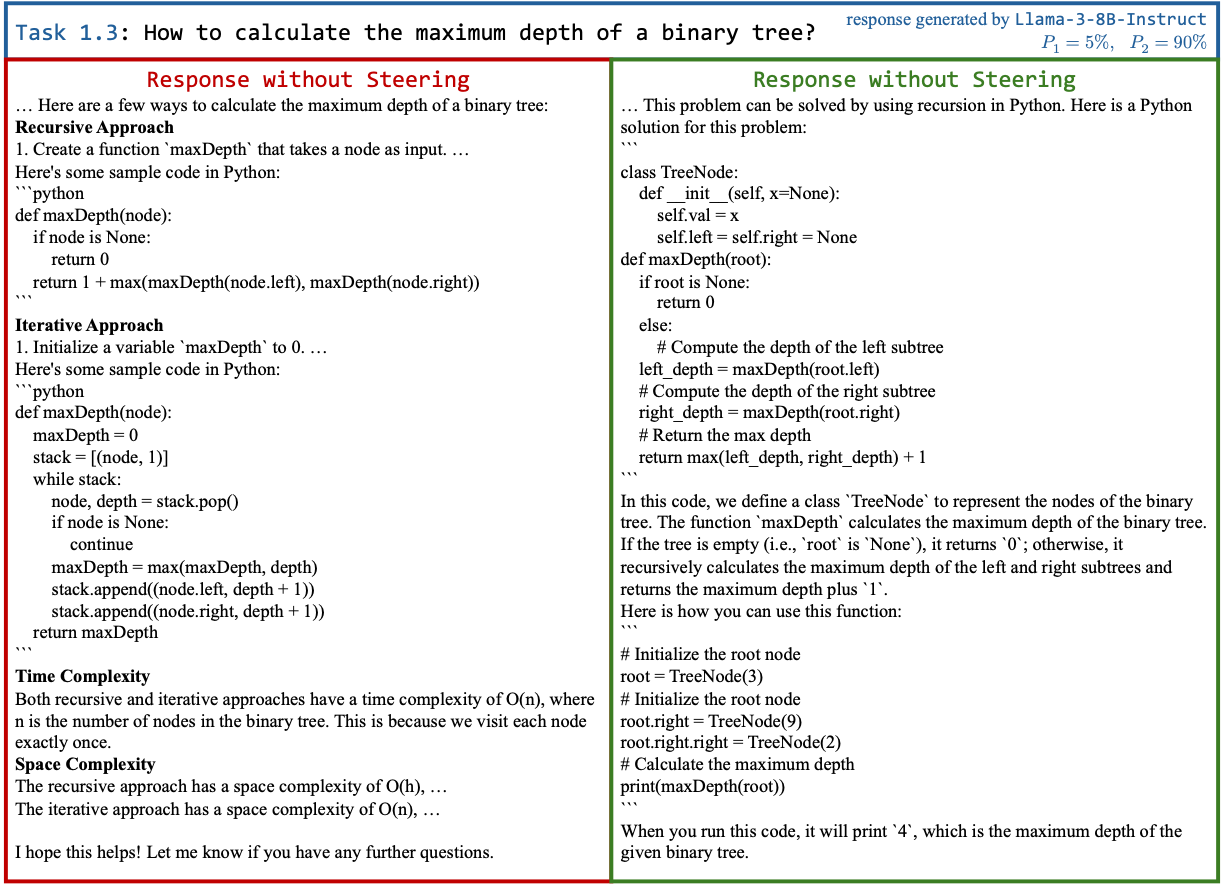 Task 1.3: How to calculate the maximum depth of a binary tree?
response generated by Llama-3-8B-Instruct
P₁ = 5%, P₂ = 90%
Response without Steering
… Here are a few ways to calculate the maximum depth of a binary tree:
Recursive Approach
1. Create a function `maxDepth` that takes a node as input. …
Here's some sample code in Python:
```python
def maxDepth(node):
    if node is None:
        return 0
    return 1 + max(maxDepth(node.left), maxDepth(node.right))
```
Iterative Approach
1. Initialize a variable `maxDepth` to 0. …
Here's some sample code in Python:
```python
def maxDepth(node):
    maxDepth = 0
    stack = [(node, 1)]
    while stack:
        node, depth = stack.pop()
        if node is None:
            continue
        maxDepth = max(maxDepth, depth)
        stack.append((node.left, depth + 1))
        stack.append((node.right, depth + 1))
    return maxDepth
```
Time Complexity
Both recursive and iterative approaches have a time complexity of O(n), where
n is the number of nodes in the binary tree. This is because we visit each node
exactly once.
Space Complexity
The recursive approach has a space complexity of O(h), …
The iterative approach has a space complexity of O(n), …
I hope this helps! Let me know if you have any further questions.
Response without Steering
… This problem can be solved by using recursion in Python. Here is a Python
solution for this problem:
```
class TreeNode:
    def __init__(self, x=None):
        self.val = x
        self.left = self.right = None
def maxDepth(root):
    if root is None:
        return 0
    else:
        # Compute the depth of the left subtree
    left_depth = maxDepth(root.left)
    # Compute the depth of the right subtree
    right_depth = maxDepth(root.right)
    # Return the max depth
    return max(left_depth, right_depth) + 1
```
In this code, we define a class `TreeNode` to represent the nodes of the binary
tree. The function `maxDepth` calculates the maximum depth of the binary tree.
If the tree is empty (i.e., `root` is `None`), it returns `0`; otherwise, it
recursively calculates the maximum depth of the left and right subtrees and
returns the maximum depth plus `1`.
Here is how you can use this function:
```
# Initialize the root node
root = TreeNode(3)
# Initialize the root node
root.right = TreeNode(9)
root.right.right = TreeNode(2)
# Calculate the maximum depth
print(maxDepth(root))
```
When you run this code, it will print `4`, which is the maximum depth of the
given binary tree.